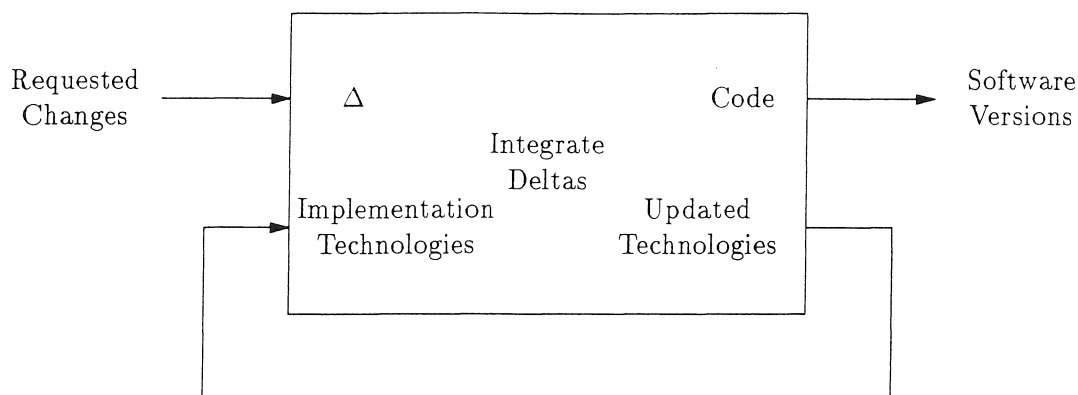 Requested
Changes
Δ
Code
Software
Versions
Integrate
Deltas
Implementation
Technologies
Updated
Technologies